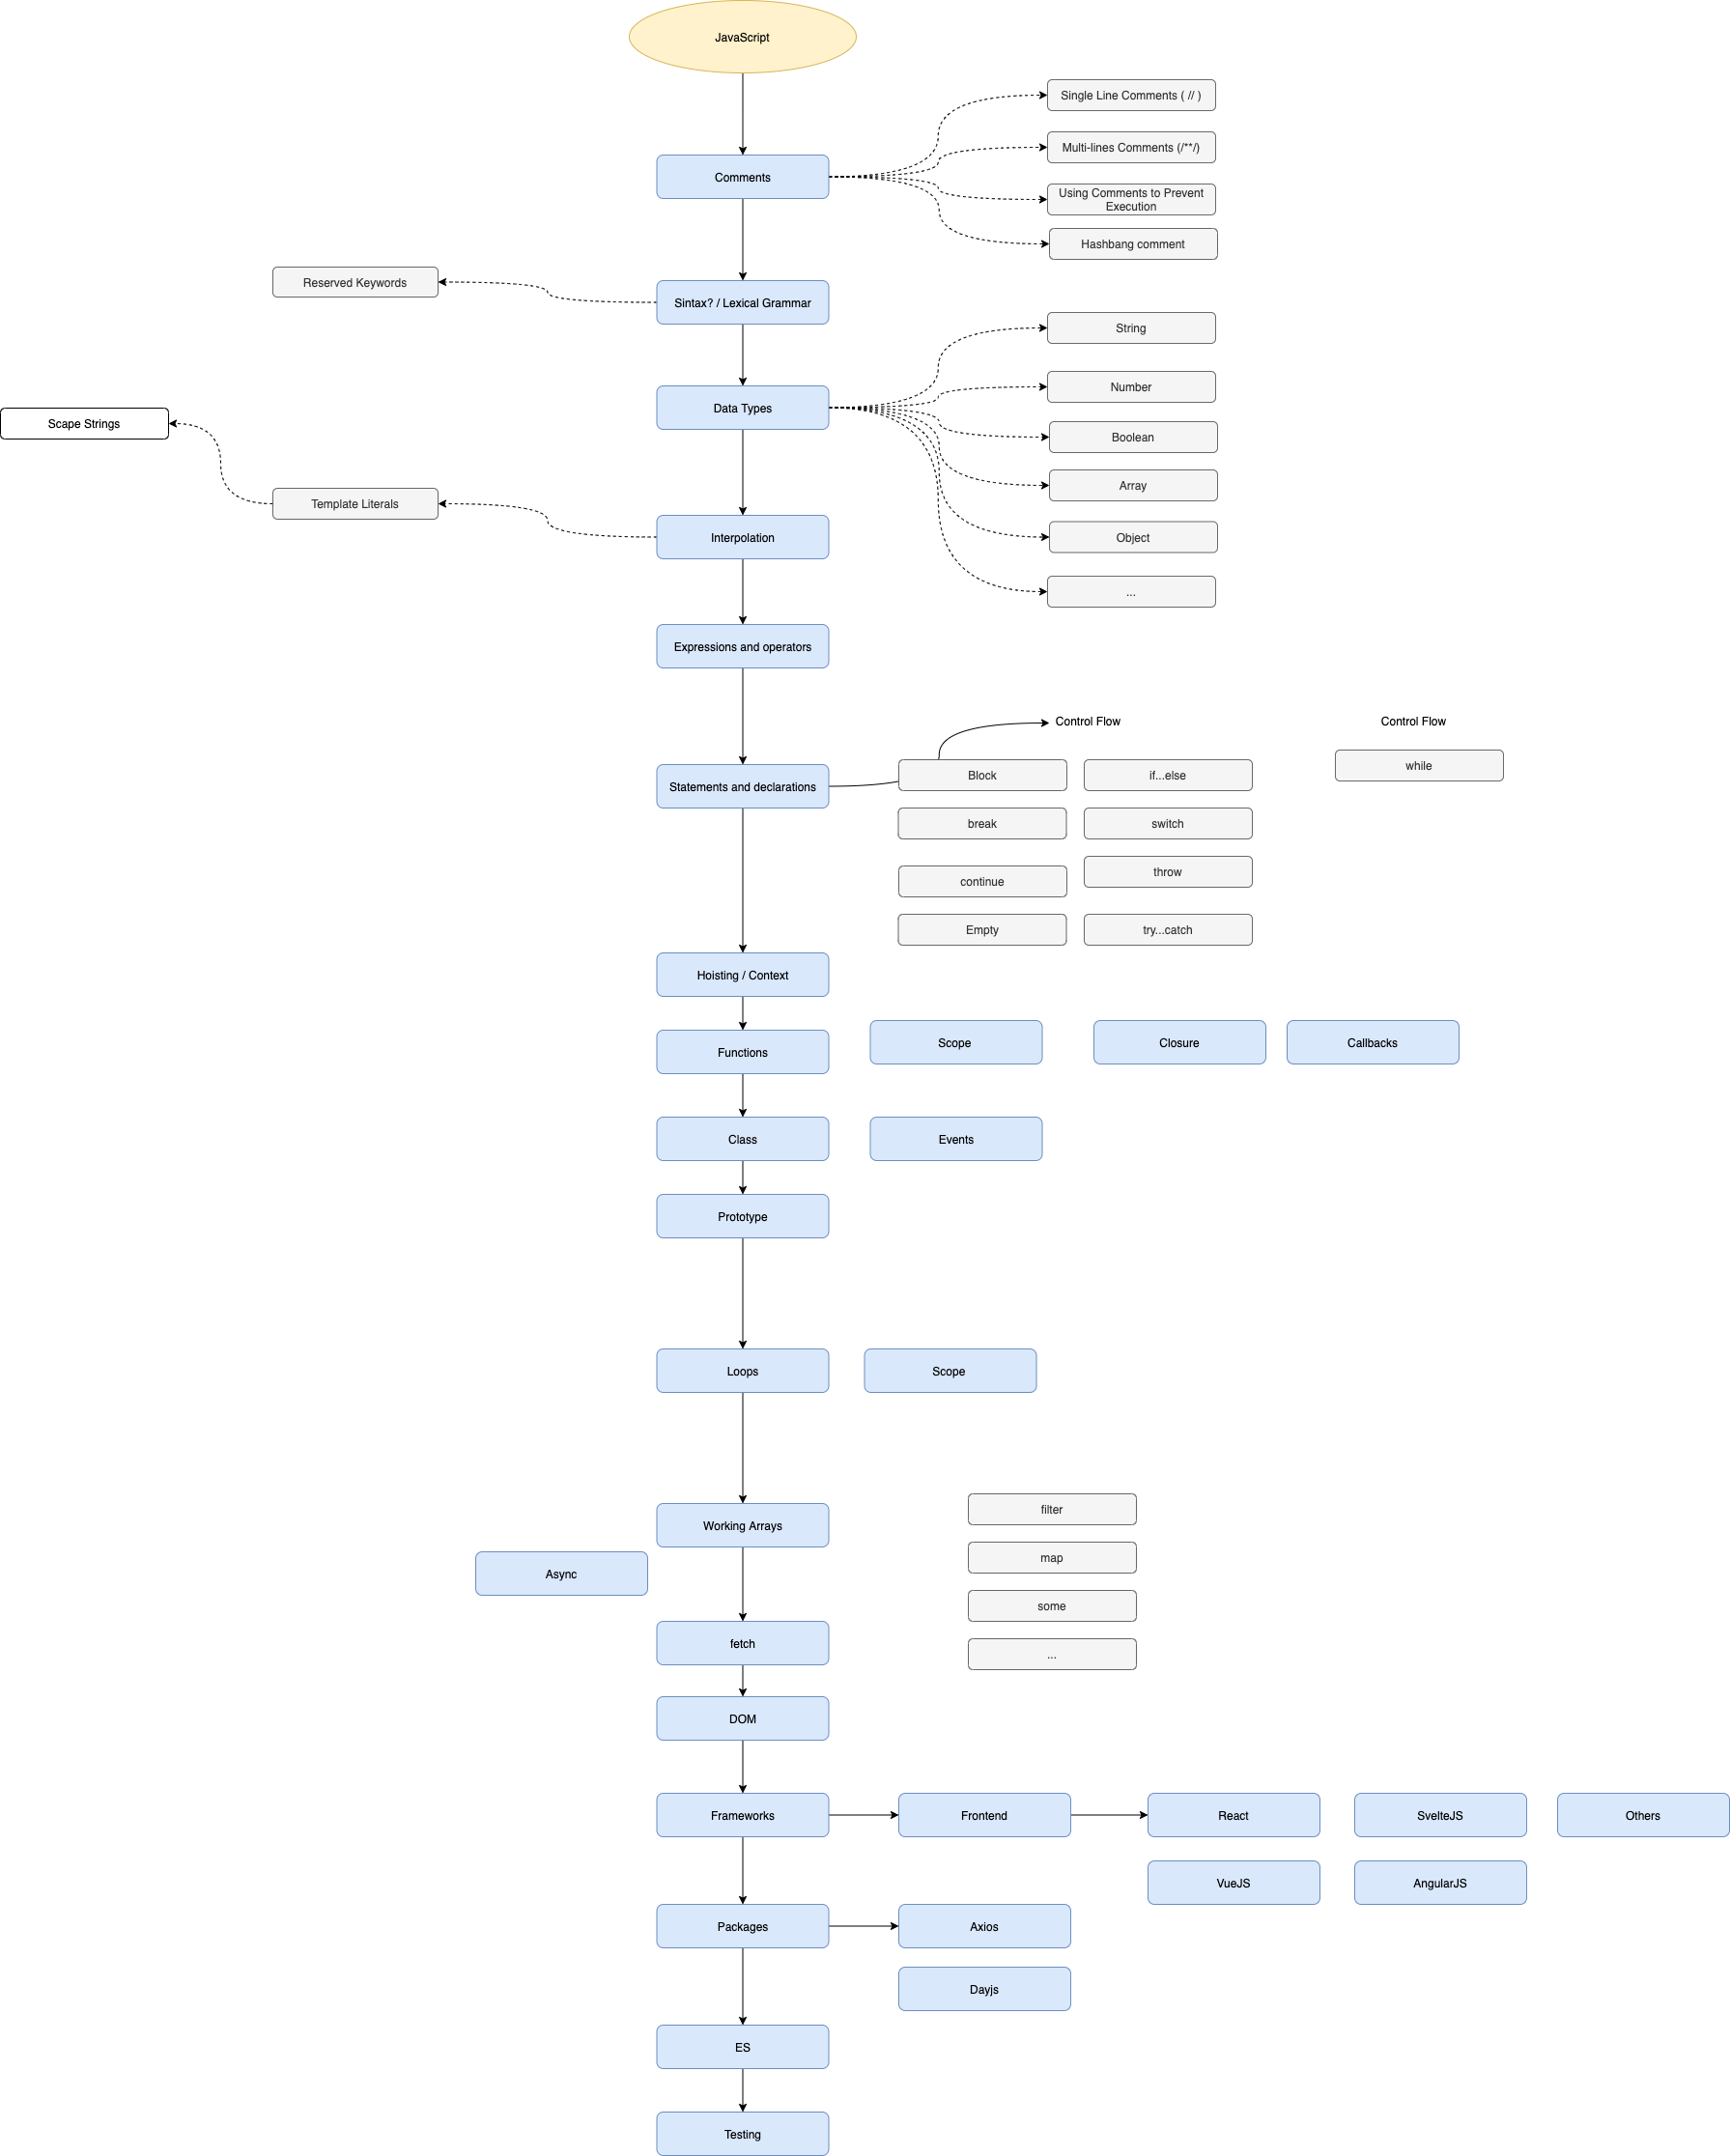 JavaScript
Single Line Comments ( // )
Multi-lines Comments (/**/)
Comments
Using Comments to Prevent
Execution
Hashbang comment
Reserved Keywords
Sintax? / Lexical Grammar
String
Number
Data Types
Boolean
Scape Strings
Array
Template Literals
Interpolation
Object
...
Expressions and operators
Control Flow
Control Flow
while
Block
if...else
Statements and declarations
break
switch
continue
throw
Empty
try...catch
Hoisting / Context
Functions
Scope
Closure
Callbacks
Class
Events
Prototype
Loops
Scope
Working Arrays
filter
map
Async
some
fetch
...
DOM
Frameworks
Frontend
React
SvelteJS
Others
VueJS
AngularJS
Packages
Axios
Dayjs
ES
Testing